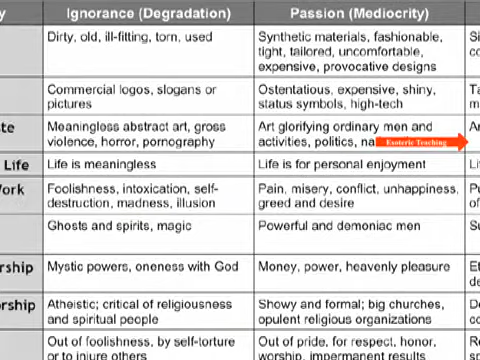 y Ignorance (Degradation) Passion (Mediocrity)
Dirty, old, ill-fitting, torn, used
Synthetic materials, fashionable,
tight, tailored, uncomfortable,
expensive, provocative designs
Commercial logos, slogans or
pictures
Ostentatious, expensive, shiny,
status symbols, high-tech
Meaningless abstract art, gross
violence, horror, pornography
Art glorifying ordinary men and
activities, politics, na
Esoteric Teaching
Life
Life is meaningless
Life is for personal enjoyment
Work
Foolishness, intoxication, self-
destruction, madness, illusion
Pain, misery, conflict, unhappiness,
greed and desire
Ghosts and spirits, magic
Powerful and demoniac men
rship
Mystic powers, oneness with God
Money, power, heavenly pleasure
orship
Atheistic; critical of religiousness
and spiritual people
Showy and formal; big churches,
opulent religious organizations
Out of foolishness, by self-torture
or to injure others
Out of pride, for respect, honor,
worship, impermanent results